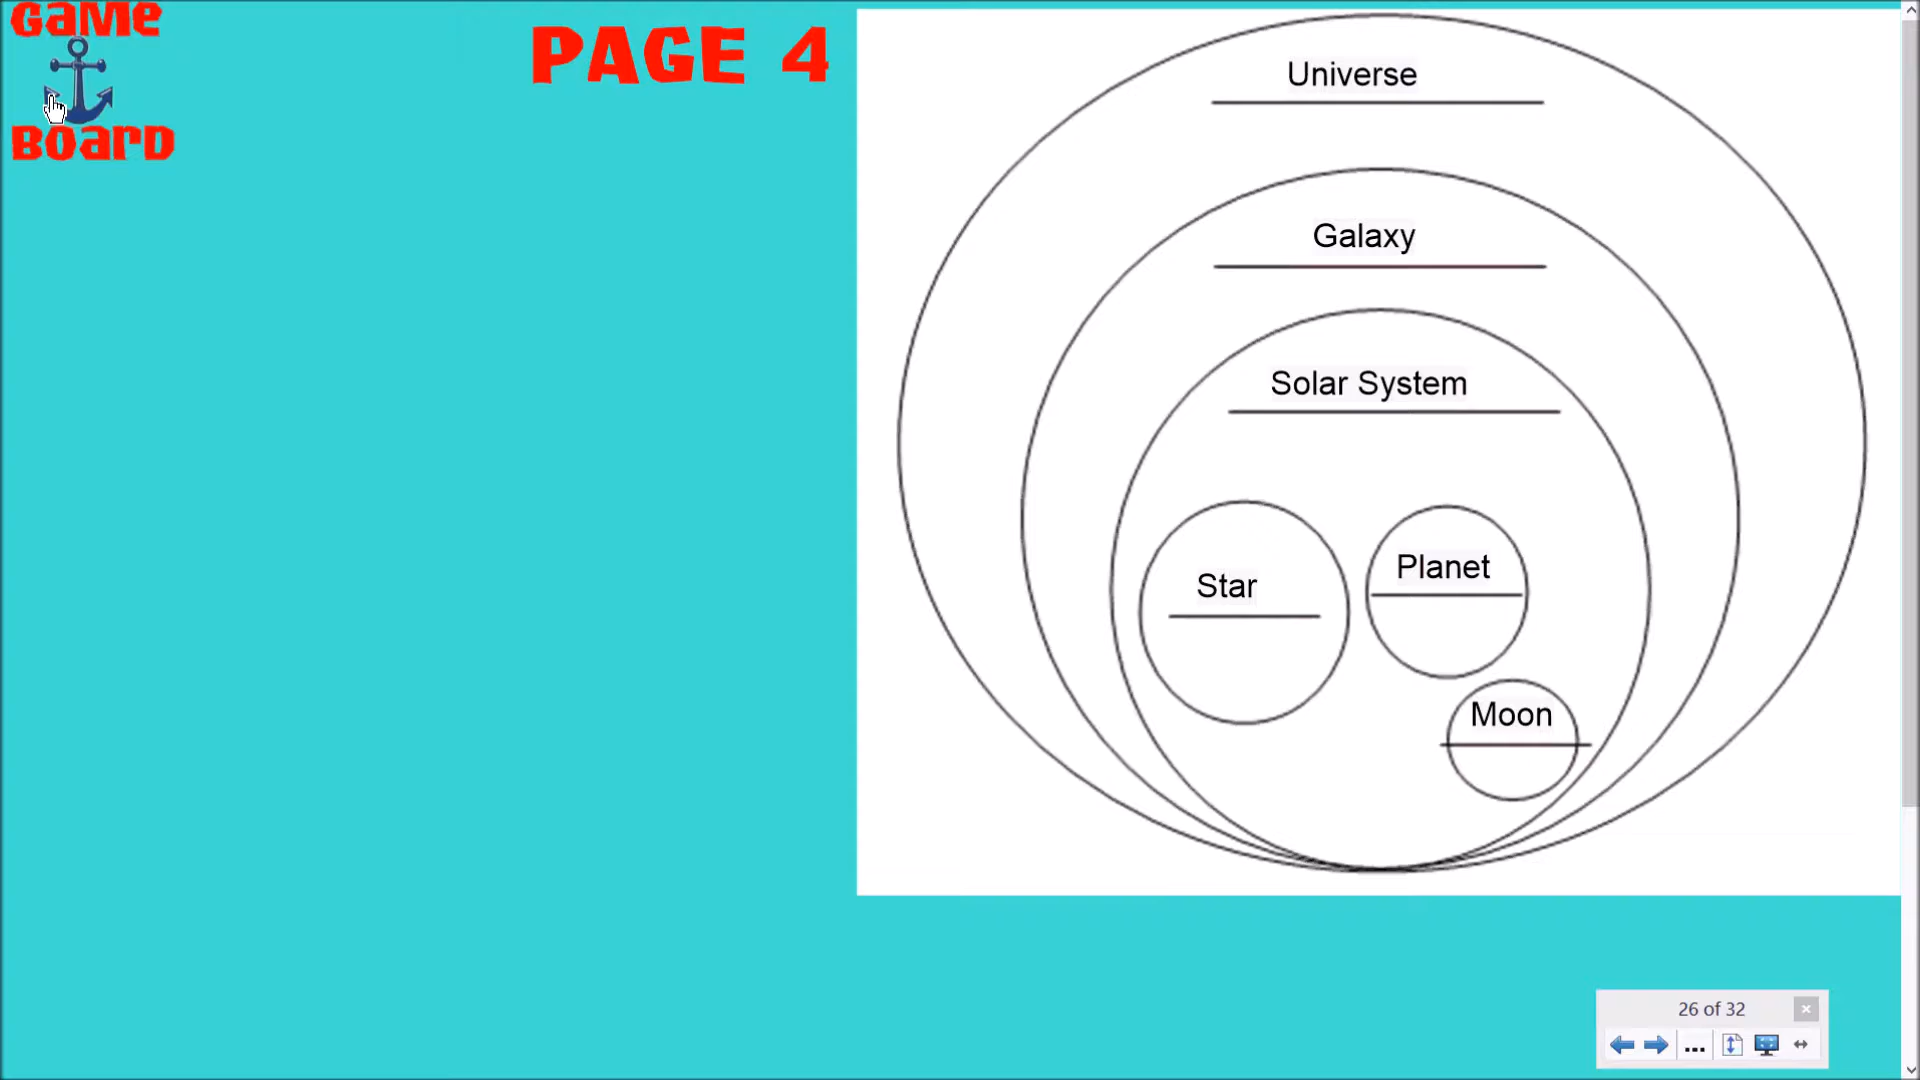 GAME
BOARD
PAGE 4
Universe
Galaxy
Solar System
Star
Planet
Moon
26 of 32